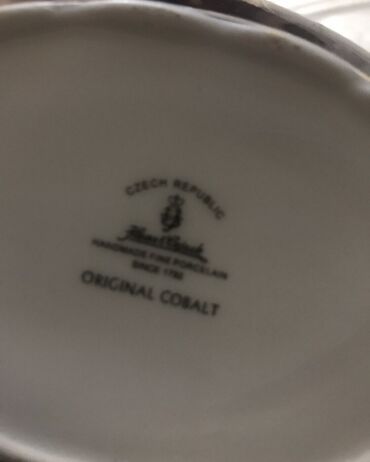 CZECH REPUBLIC
HANDMADE FINE PORCELAIN
SINCE 1792
ORIGINAL COBALT